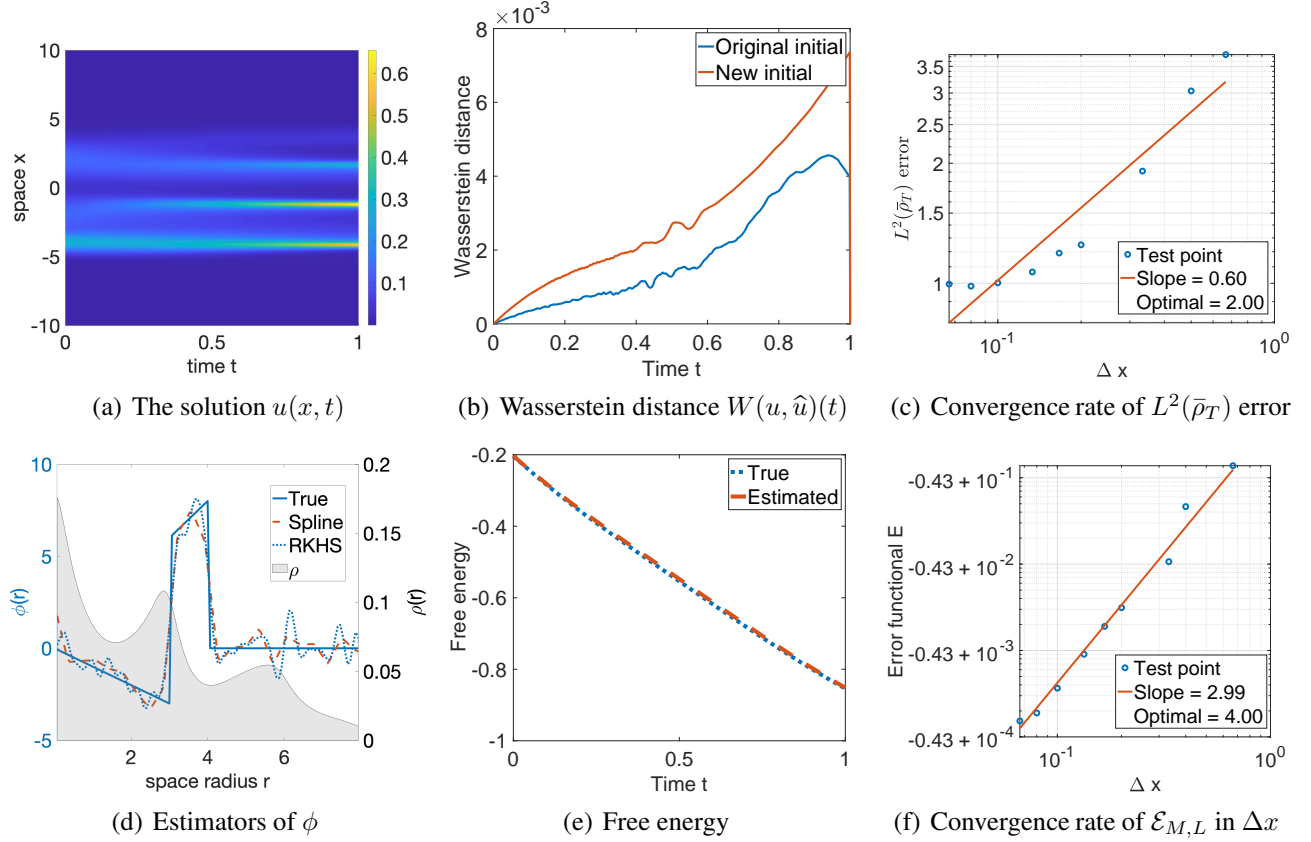 10
5
0
-5
-10
space x
0
0.5
1
time t
0.6
0.5
0.4
0.3
0.2
0.1
(a) The solution u(x, t)
×10⁻³
8
6
4
2
0
Wasserstein distance
Original initial
New initial
0
0.2
0.4
0.6
0.8
1
Time t
(b) Wasserstein distance W(u, û)(t)
3.5
3
2.5
2
1.5
1
L²(ρ̄_T) error
Test point
Slope = 0.60
Optimal = 2.00
10⁻¹
10⁰
Δ x
(c) Convergence rate of L²(ρ̄_T) error
10
5
0
-5
ϕ(r)
True
Spline
RKHS
ρ
0.2
0.15
0.1
0.05
0
ρ(r)
2
4
6
space radius r
(d) Estimators of ϕ
-0.2
-0.4
-0.6
-0.8
-1
Free energy
True
Estimated
0
0.5
1
Time t
(e) Free energy
-0.43 + 10⁻¹
-0.43 + 10⁻²
-0.43 + 10⁻³
-0.43 + 10⁻⁴
Error functional E
Test point
Slope = 2.99
Optimal = 4.00
10⁻¹
10⁰
Δ x
(f) Convergence rate of ℰ_{M,L} in Δx